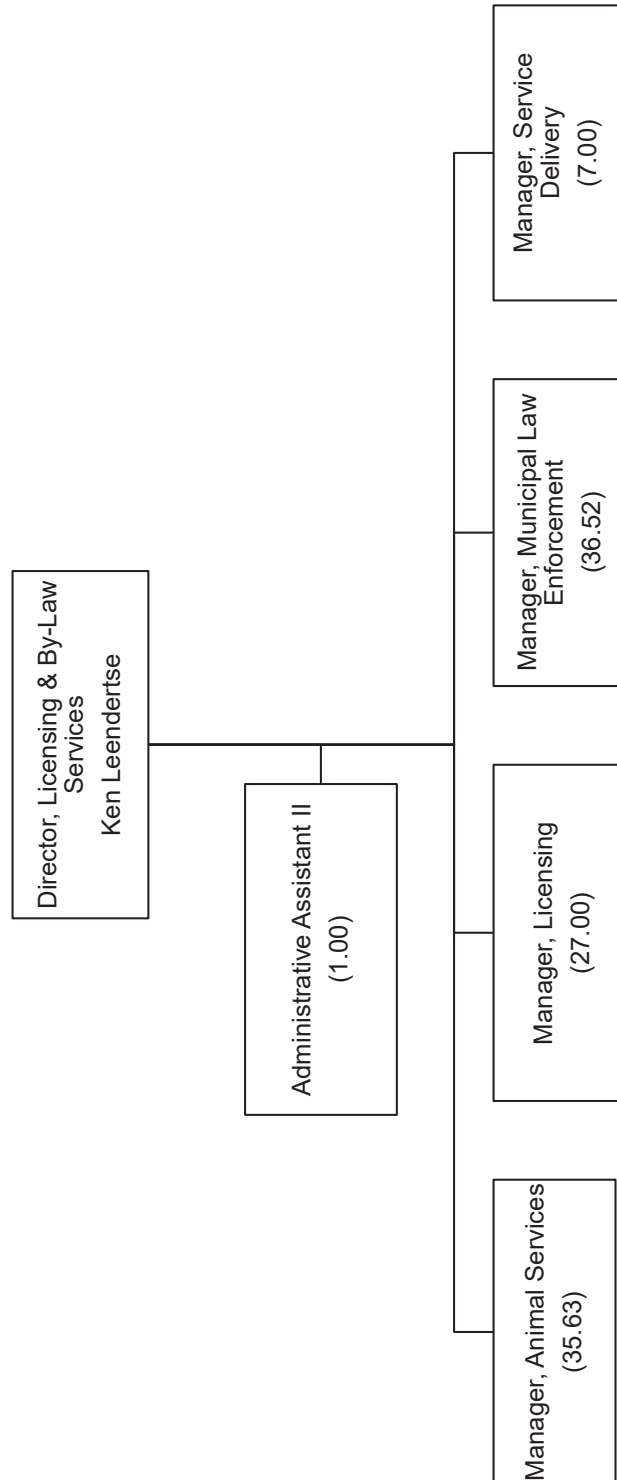 Director, Licensing & By-Law
Services
Ken Leendertse
Administrative Assistant II
(1.00)
Manager, Animal Services
(35.63)
Manager, Licensing
(27.00)
Manager, Municipal Law
Enforcement
(36.52)
Manager, Service
Delivery
(7.00)